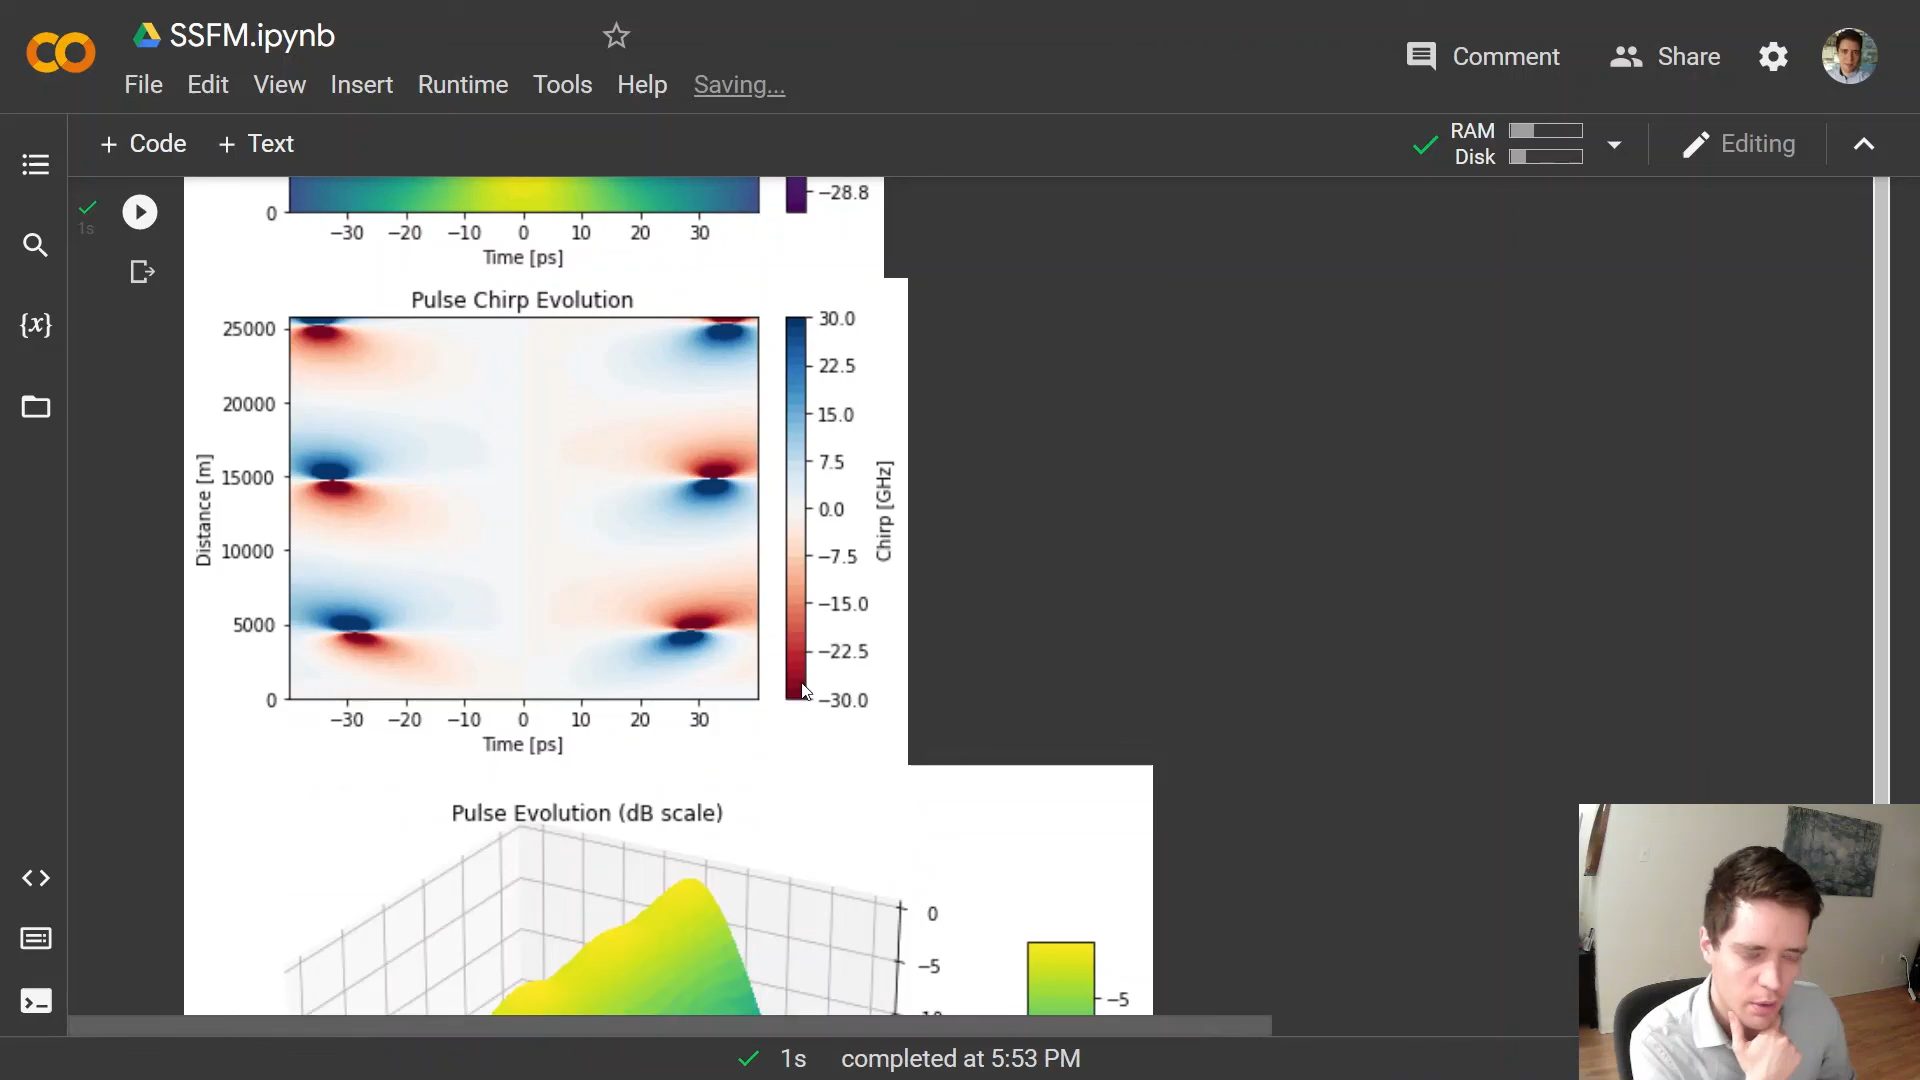 SSFM.ipynb
File Edit View Insert Runtime Tools Help Saving...
Comment Share
+ Code + Text
RAM
Disk
Editing
{x}
1s
0
−28.8
−30 −20 −10 0 10 20 30
Time [ps]
Pulse Chirp Evolution
25000
20000
15000
10000
5000
0
Distance [m]
30.0
22.5
15.0
7.5
0.0
−7.5
−15.0
−22.5
−30.0
Chirp [GHz]
−30 −20 −10 0 10 20 30
Time [ps]
Pulse Evolution (dB scale)
0
−5
−5
1s completed at 5:53 PM